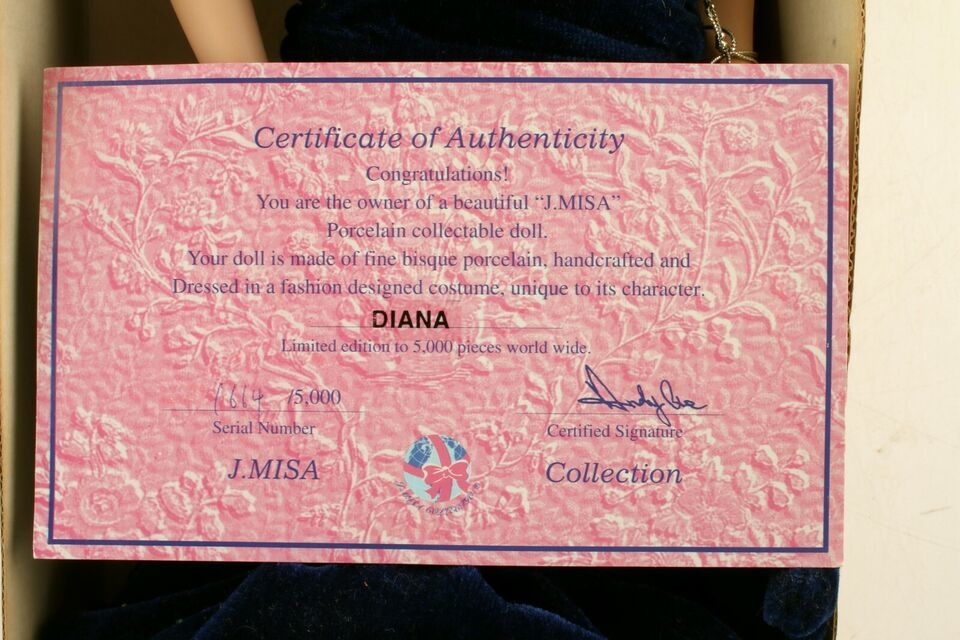 Certificate of Authenticity
Congratulations!
You are the owner of a beautiful “J.MISA”
Porcelain collectable doll.
Your doll is made of fine bisque porcelain, handcrafted and
Dressed in a fashion designed costume, unique to its character.
DIANA
Limited edition to 5,000 pieces world wide.
1664 /5,000
Serial Number
Certified Signature
J.MISA
Collection